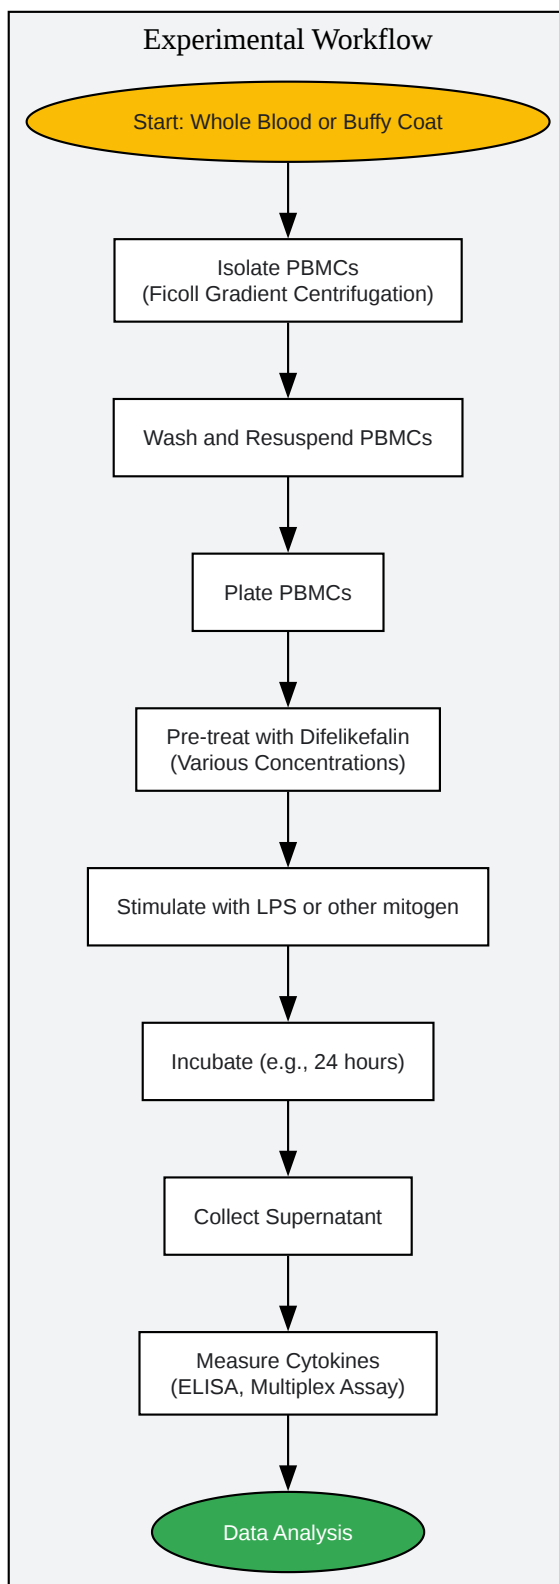 Experimental Workflow
Start: Whole Blood or Buffy Coat
Isolate PBMCs
(Ficoll Gradient Centrifugation)
Wash and Resuspend PBMCs
Plate PBMCs
Pre-treat with Difelikefalin
(Various Concentrations)
Stimulate with LPS or other mitogen
Incubate (e.g., 24 hours)
Collect Supernatant
Measure Cytokines
(ELISA, Multiplex Assay)
Data Analysis